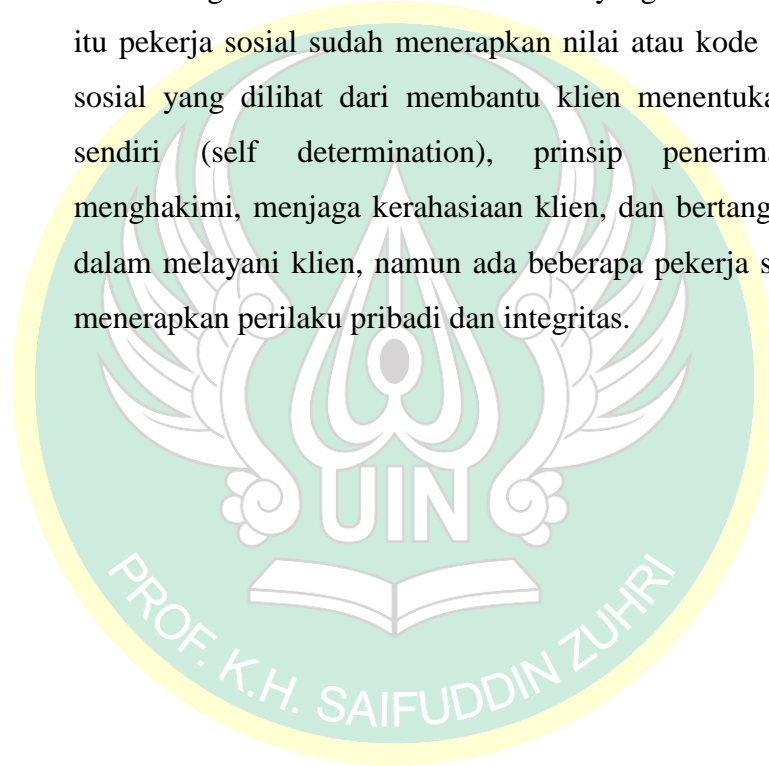 itu pekerja sosial sudah menerapkan nilai atau kode
sosial yang dilihat dari membantu klien menentuka
sendiri (self determination), prinsip penerima
menghakimi, menjaga kerahasiaan klien, dan bertang
dalam melayani klien, namun ada beberapa pekerja s
menerapkan perilaku pribadi dan integritas.
UIN
PROF. K.H. SAIFUDDIN ZUHRI